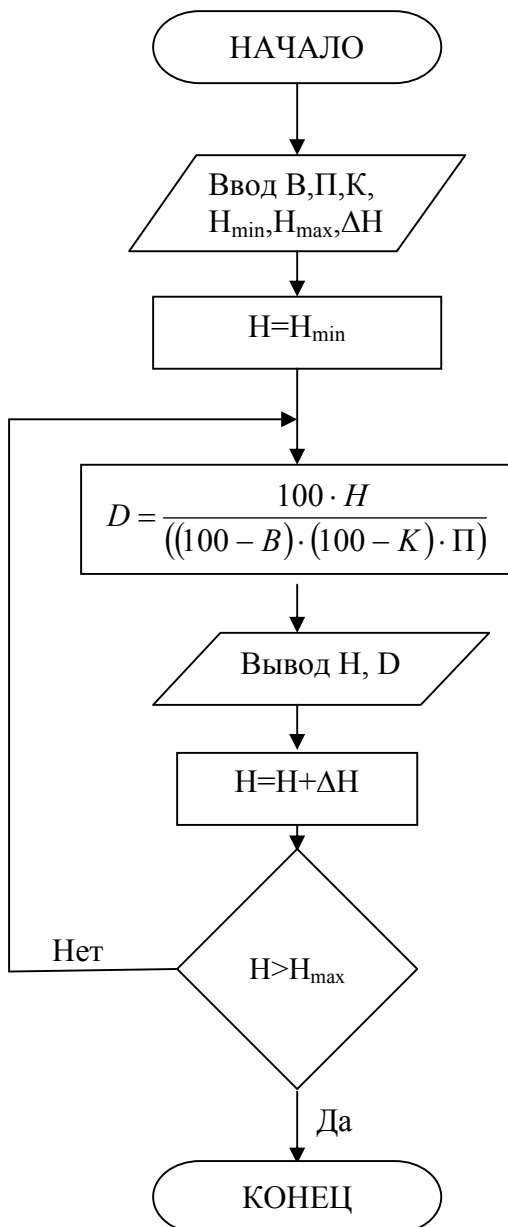 НАЧАЛО
Ввод В,П,К,
Hmin,Hmax,ΔH
H=Hmin
D = 100 · H / ((100 − B) · (100 − K) · П)
Вывод H, D
H=H+ΔH
Нет
H>Hmax
Да
КОНЕЦ